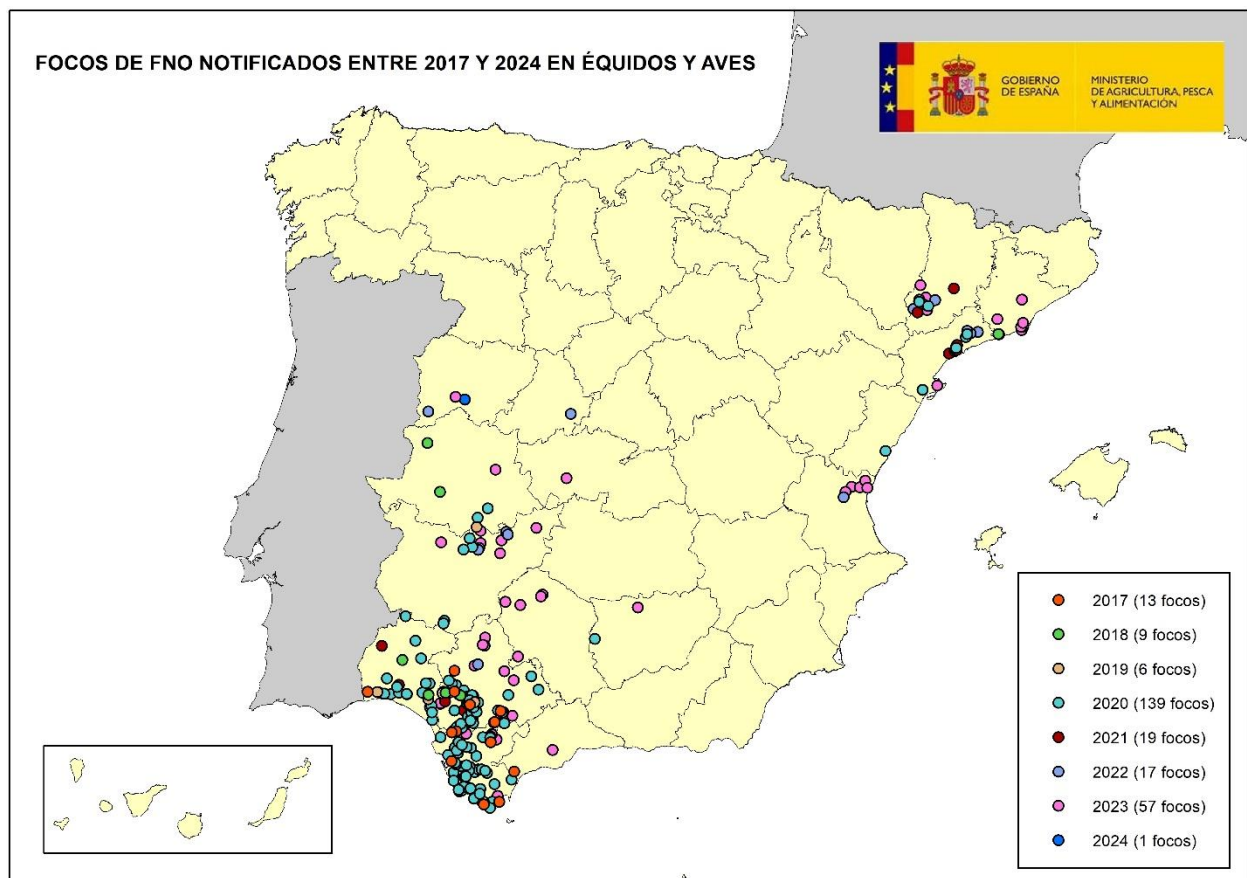 FOCOS DE FNO NOTIFICADOS ENTRE 2017 Y 2024 EN ÉQUIDOS Y AVES
GOBIERNO
DE ESPAÑA
MINISTERIO
DE AGRICULTURA, PESCA
Y ALIMENTACIÓN
2017 (13 focos)
2018 (9 focos)
2019 (6 focos)
2020 (139 focos)
2021 (19 focos)
2022 (17 focos)
2023 (57 focos)
2024 (1 focos)